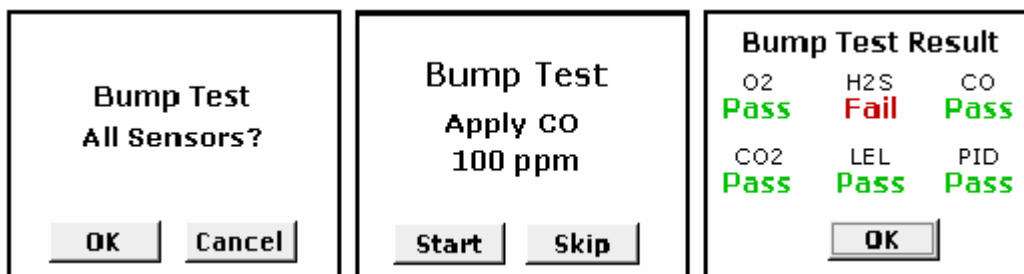 Bump Test
All Sensors?
OK Cancel
Bump Test
Apply CO
100 ppm
Start Skip
Bump Test Result
O2 H2S CO
Pass Fail Pass
CO2 LEL PID
Pass Pass Pass
OK